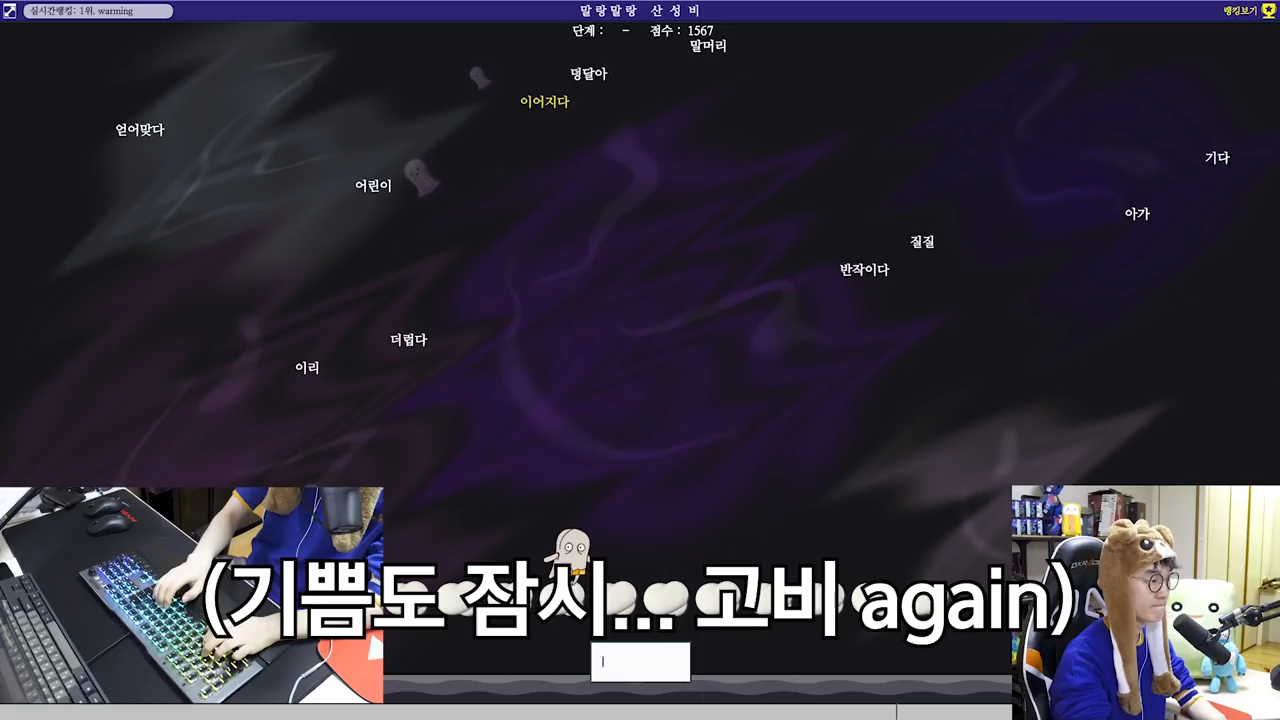 실시간랭킹: 1위. warming
말랑말랑 산성비
랭킹보기
단계 : - 점수 : 1567
말머리
땡달아
이어지다
얻어맞다
기다
어린이
아가
질질
반작이다
더럽다
이리
(기쁨도 잠시... 고비 again)